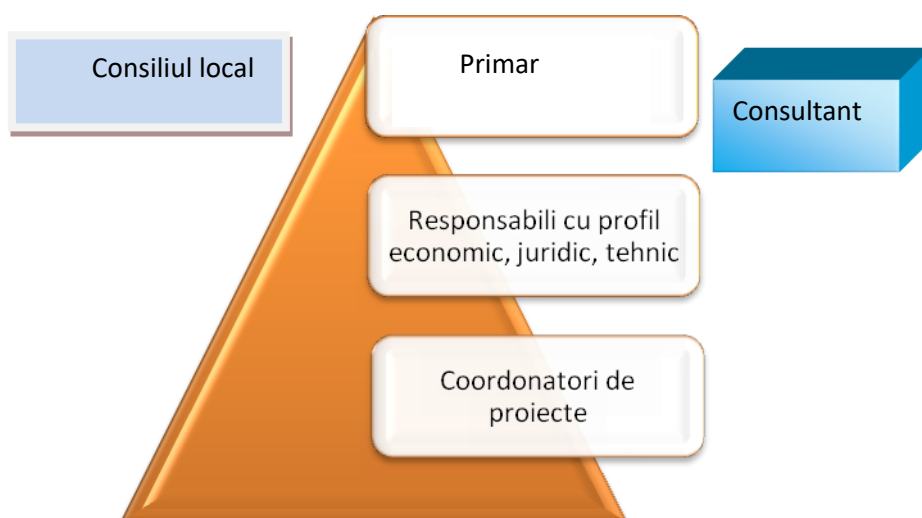 Consiliul local
Primar
Consultant
Responsabili cu profil
economic, juridic, tehnic
Coordonatori de
proiecte